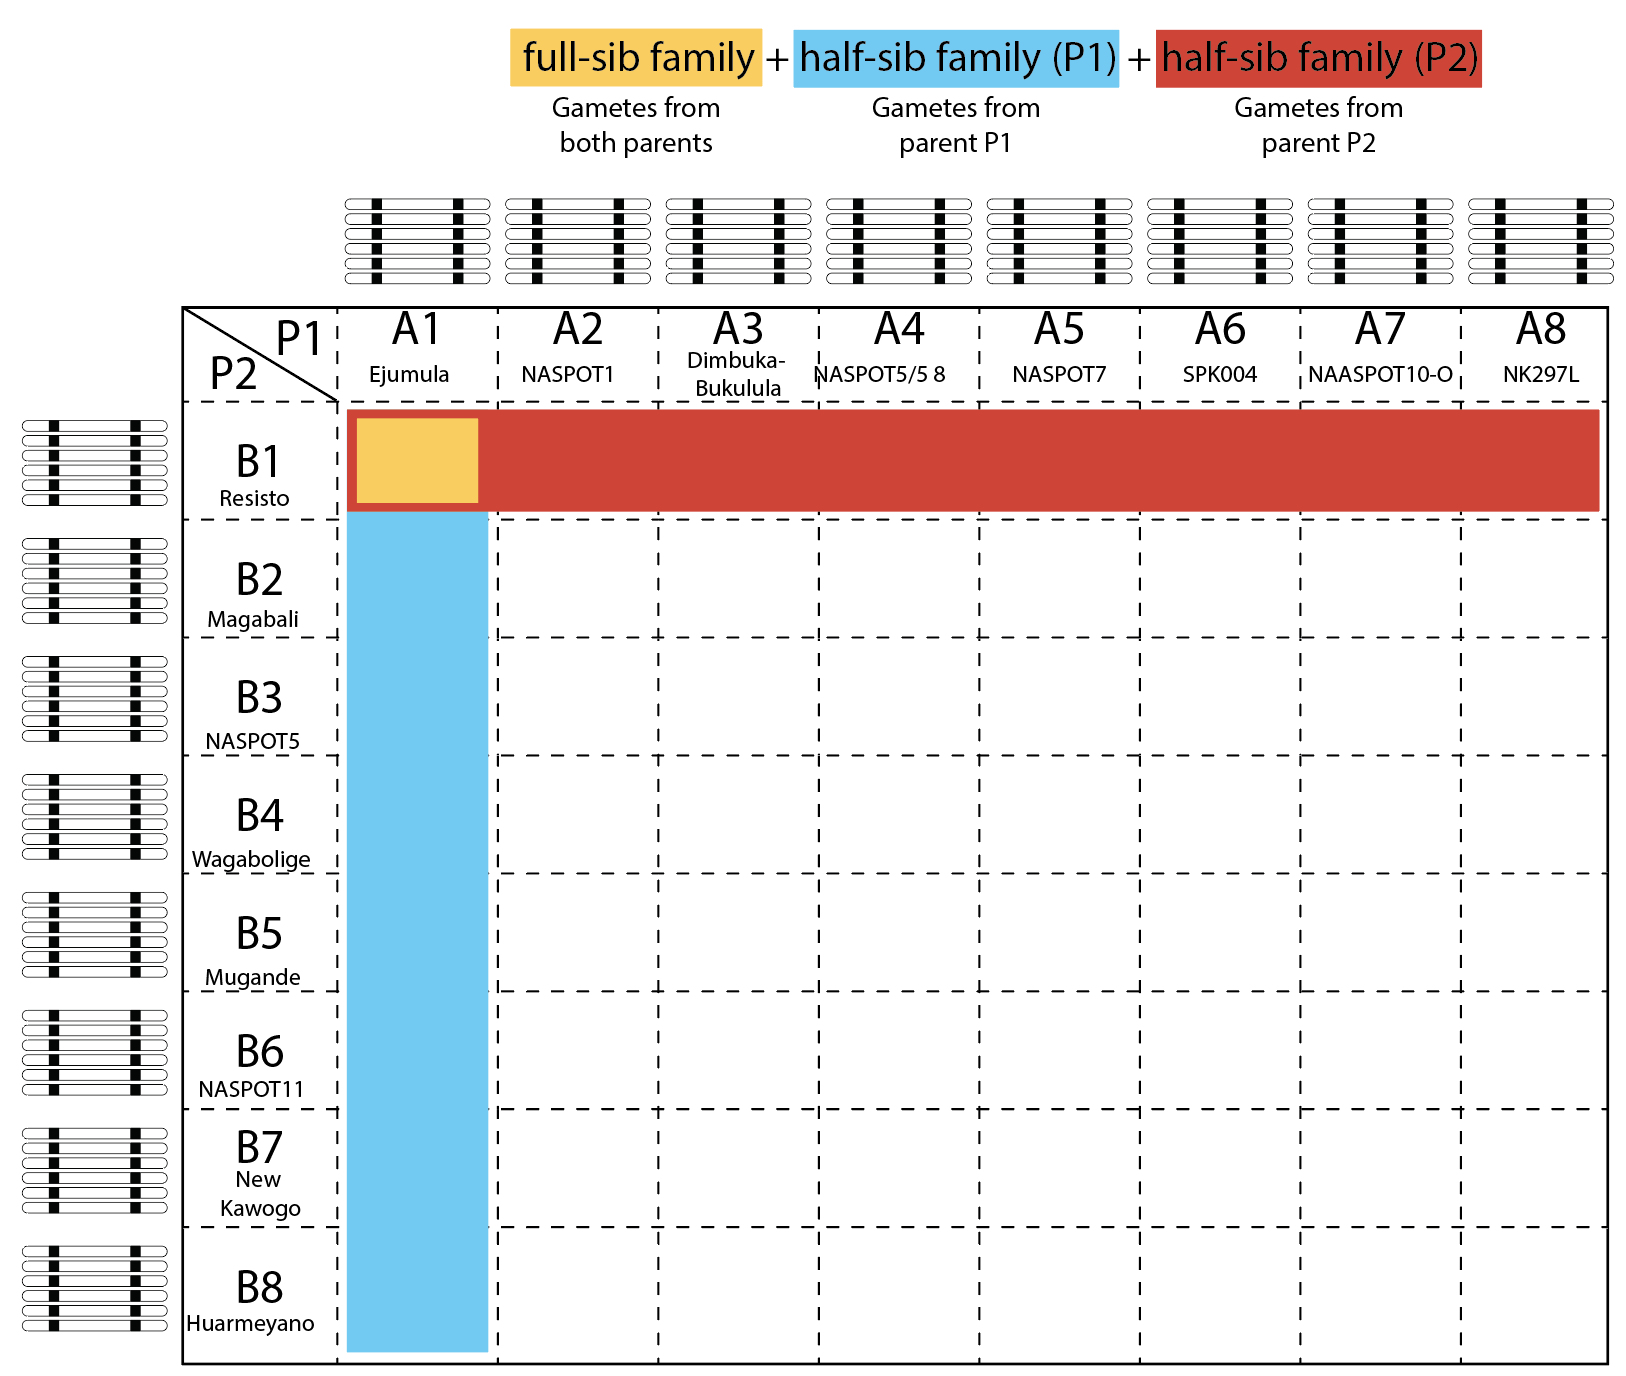 full-sib family + half-sib family (P1) + half-sib family (P2)
Gametes from both parents
Gametes from parent P1
Gametes from parent P2
P1
P2
A1 A2 A3 A4 A5 A6 A7 A8
Ejumula NASPOT1 Dimbuka-Bukulula NASPOT5/5 8 NASPOT7 SPK004 NAASPOT10-O NK297L
B1
Resisto
B2
Magabali
B3
NASPOT5
B4
Wagabolige
B5
Mugande
B6
NASPOT11
B7
New
Kawogo
B8
Huarmeyano